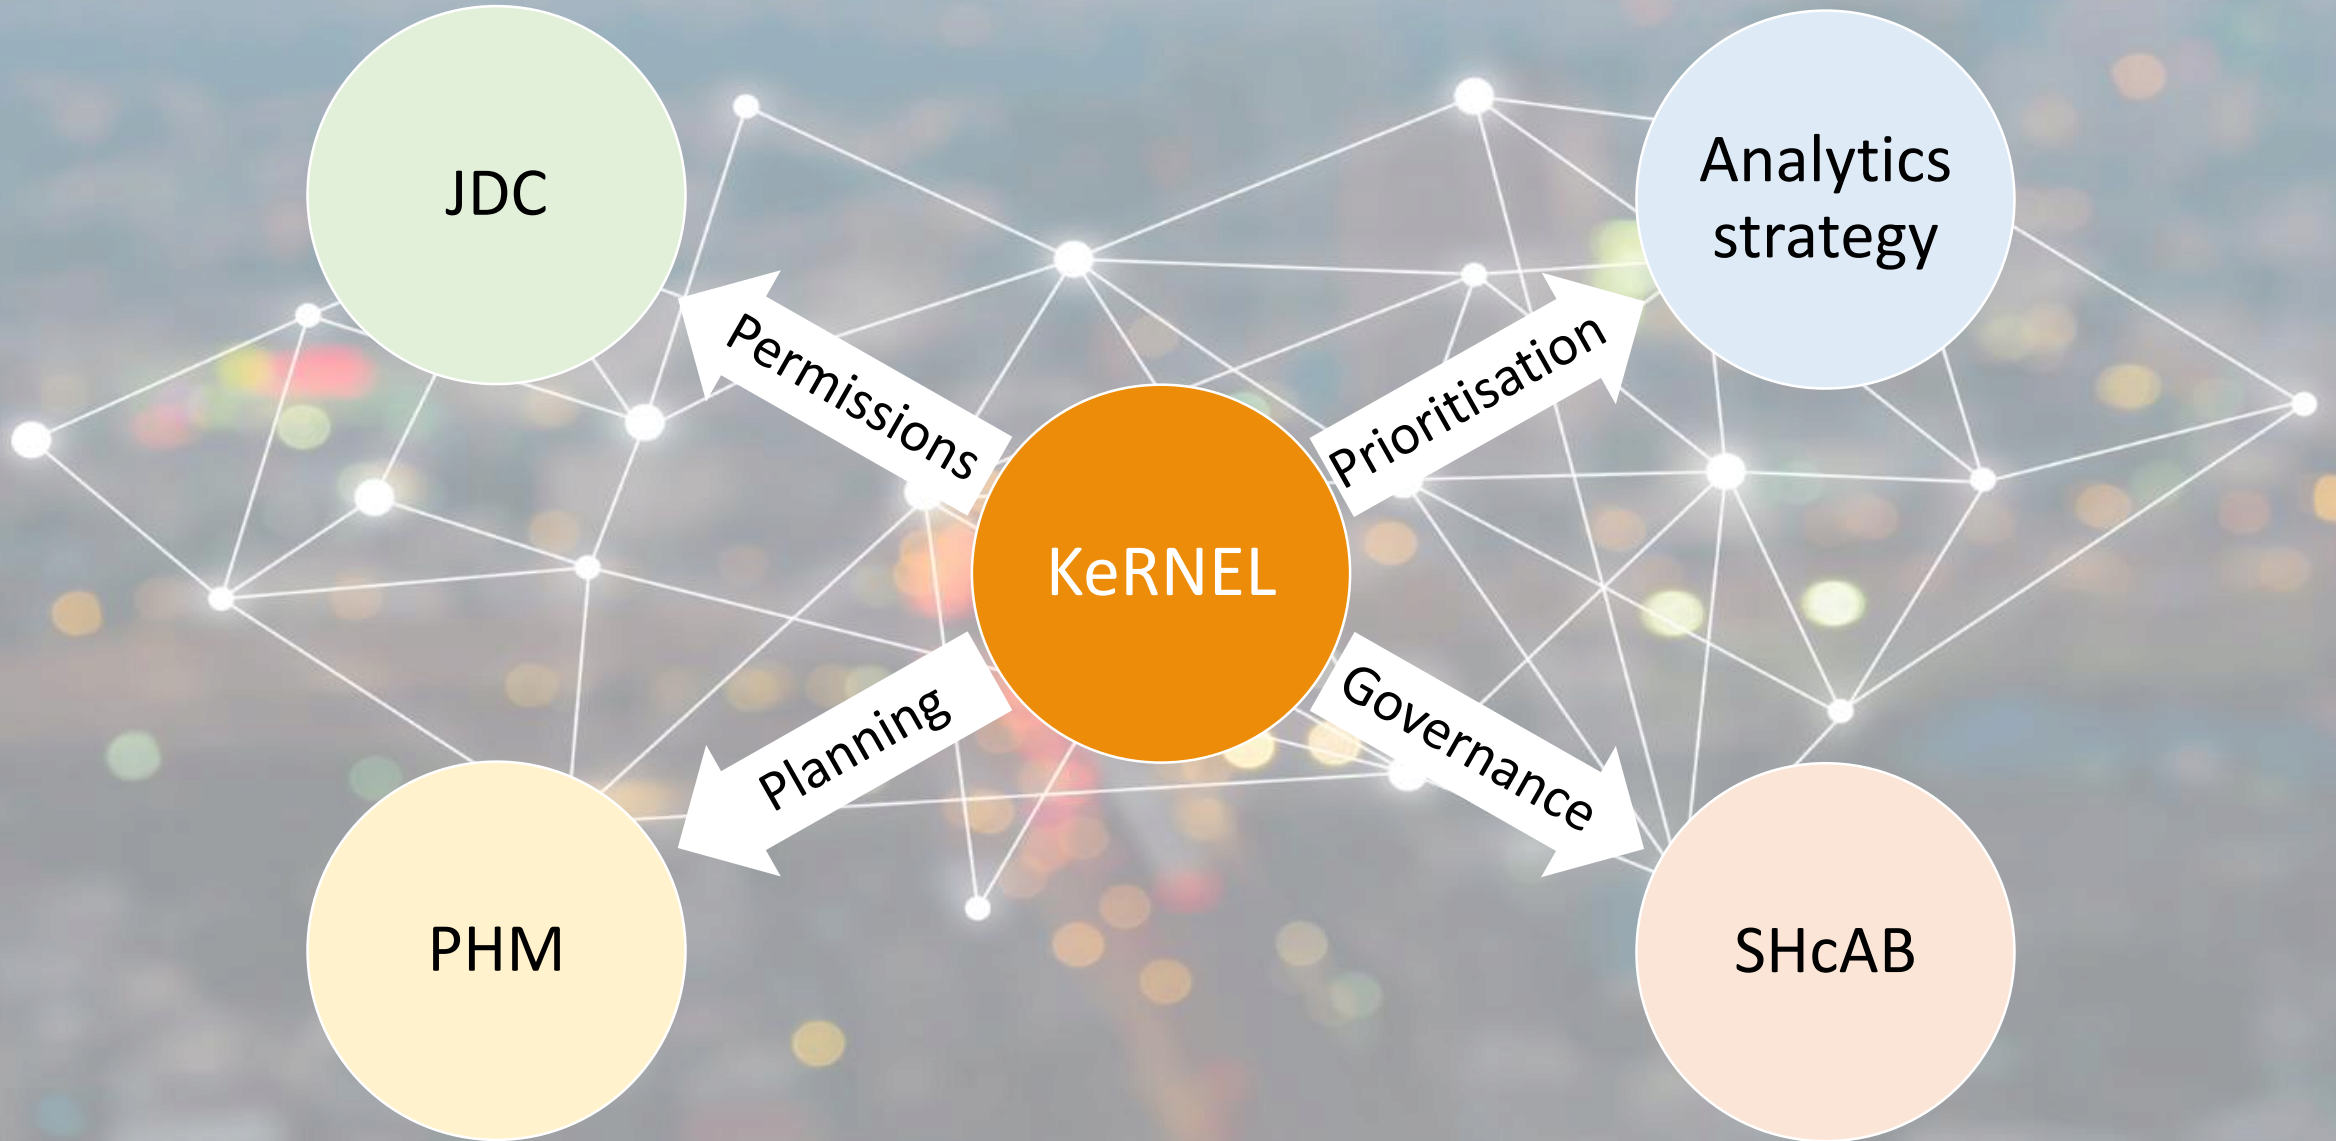 JDC
Analytics
strategy
Permissions
Prioritisation
KeRNEL
Planning
Governance
PHM
SHcAB